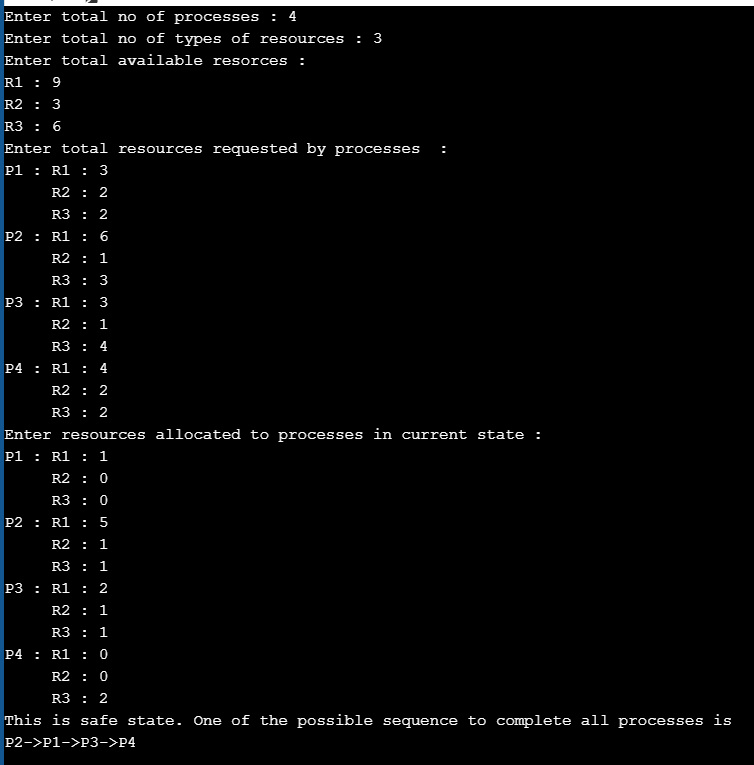 Enter total no of processes : 4
Enter total no of types of resources : 3
Enter total available resorces :
R1 : 9
R2 : 3
R3 : 6
Enter total resources requested by processes  :
P1 : R1 : 3
     R2 : 2
     R3 : 2
P2 : R1 : 6
     R2 : 1
     R3 : 3
P3 : R1 : 3
     R2 : 1
     R3 : 4
P4 : R1 : 4
     R2 : 2
     R3 : 2
Enter resources allocated to processes in current state :
P1 : R1 : 1
     R2 : 0
     R3 : 0
P2 : R1 : 5
     R2 : 1
     R3 : 1
P3 : R1 : 2
     R2 : 1
     R3 : 1
P4 : R1 : 0
     R2 : 0
     R3 : 2
This is safe state. One of the possible sequence to complete all processes is
P2->P1->P3->P4